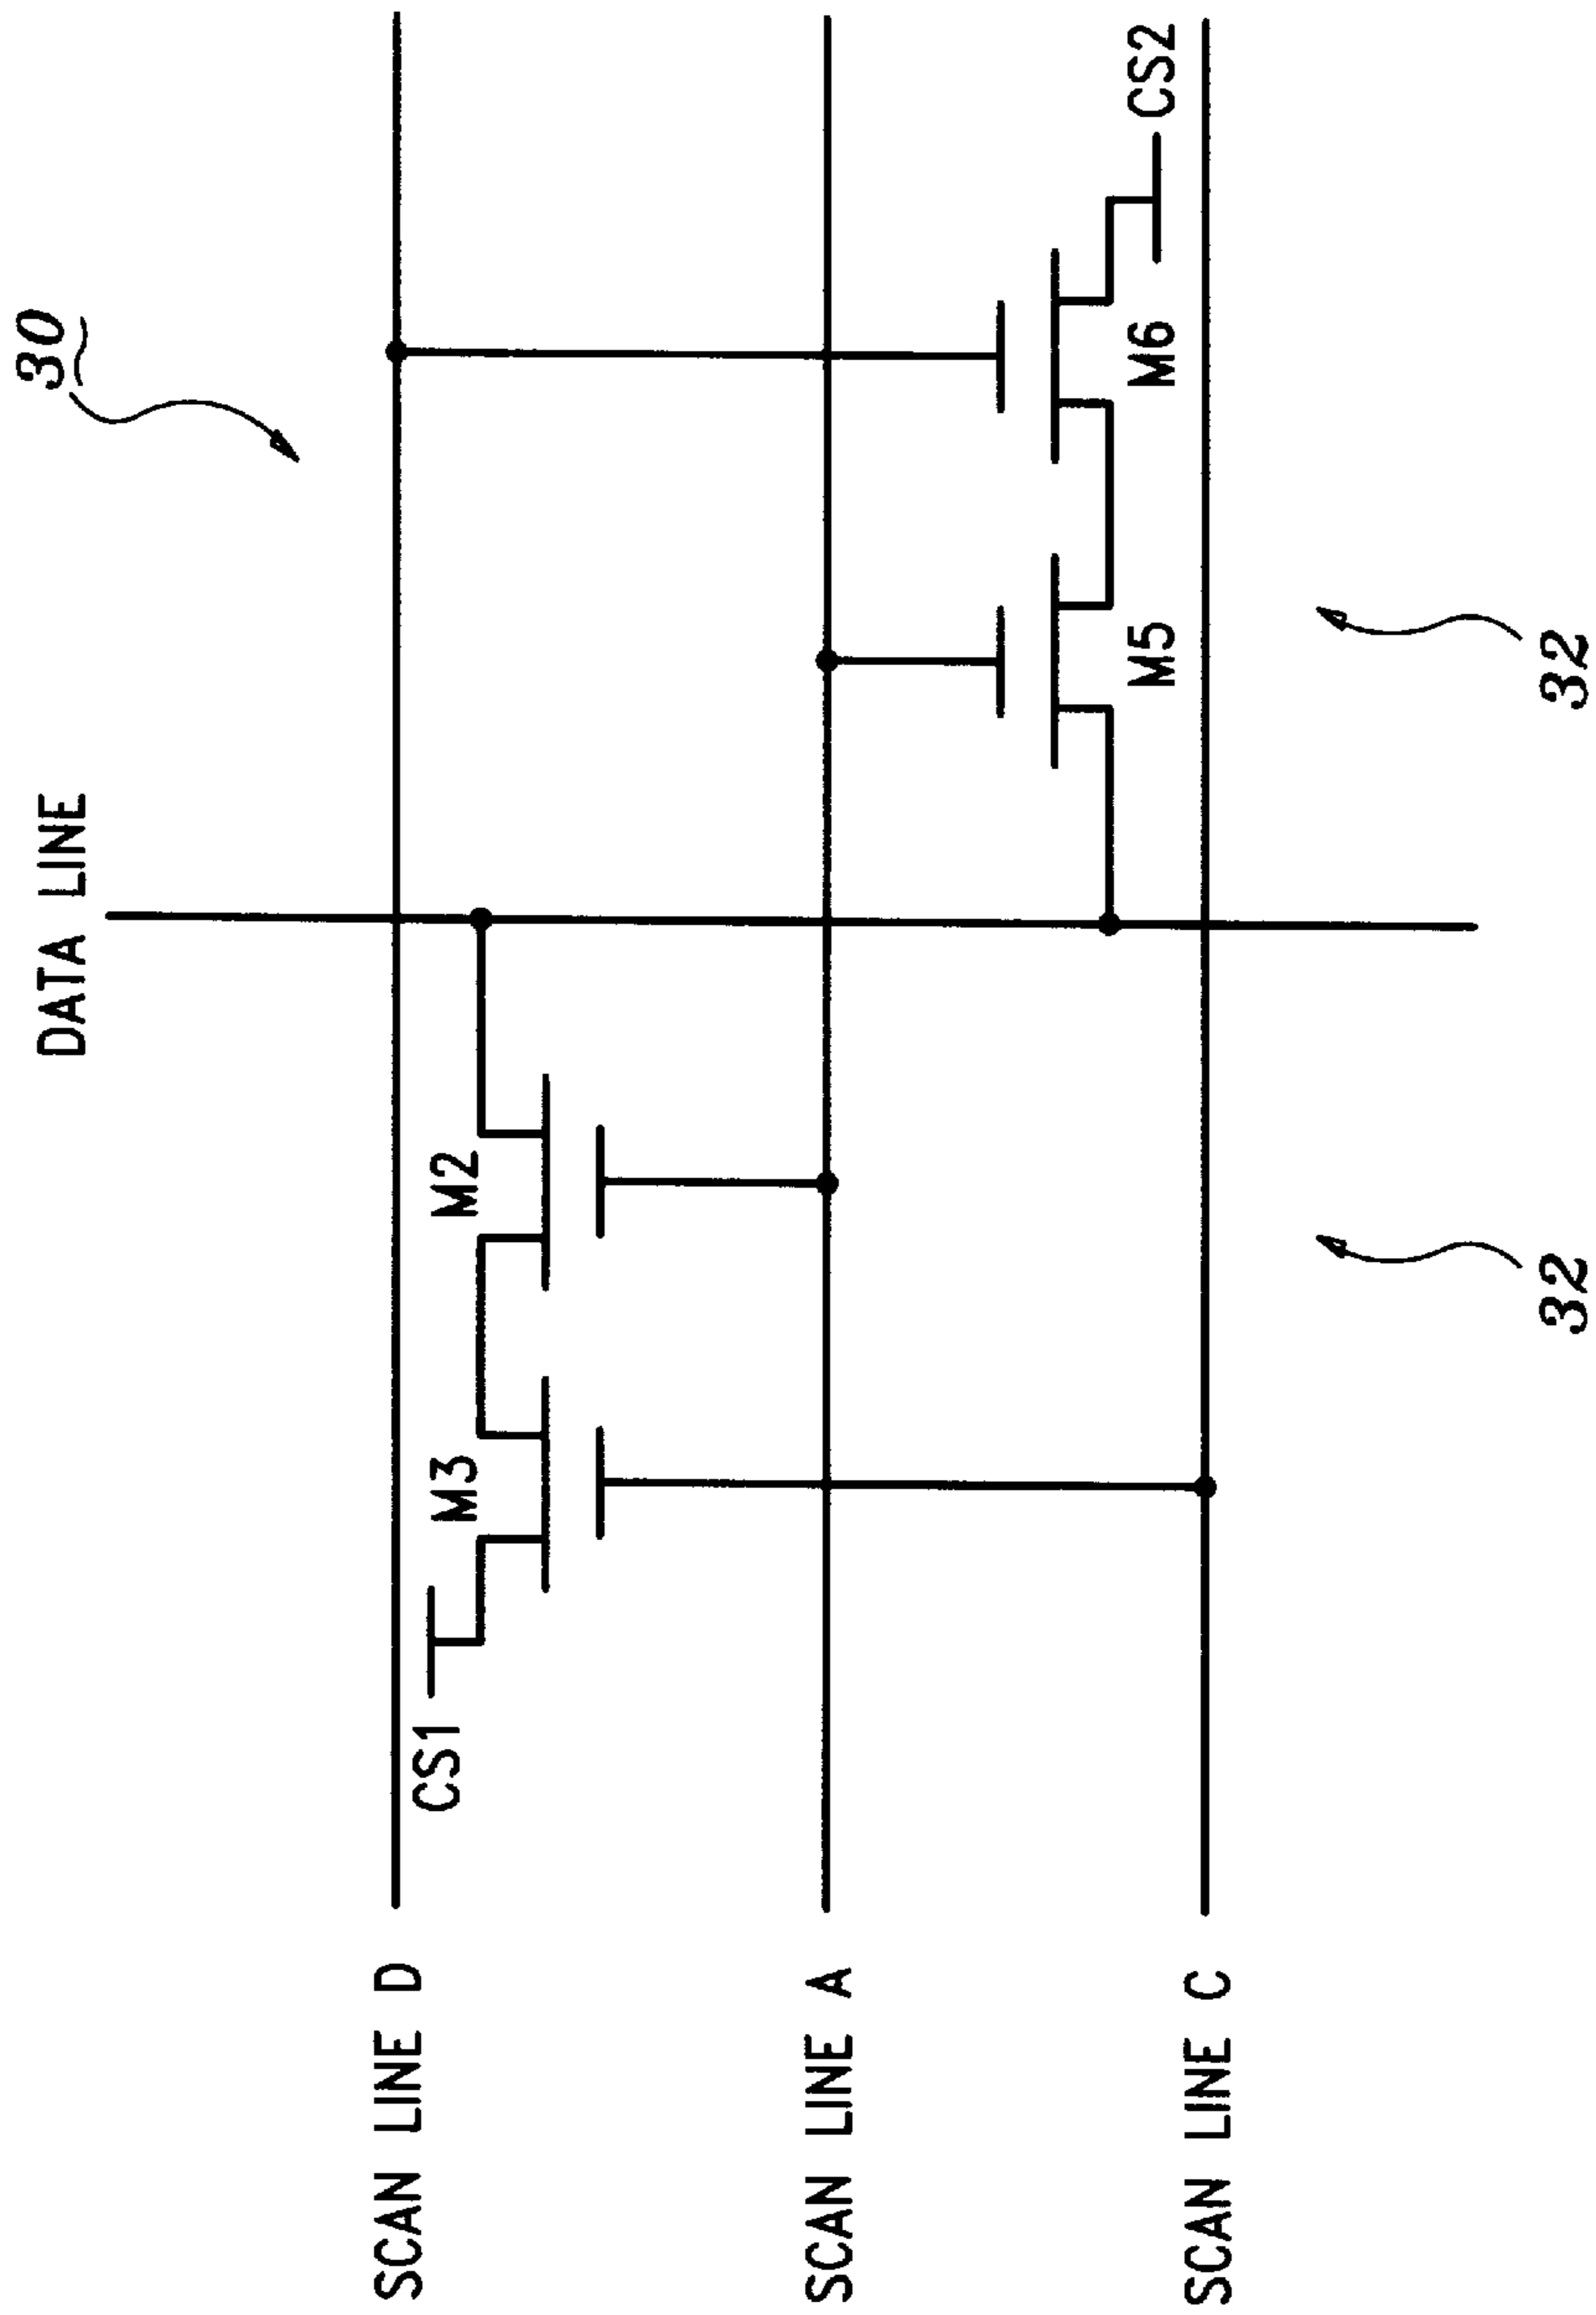 30
DATA LINE
SCAN LINE D
CS1
M3
M2
SCAN LINE A
M5
M6
CS2
SCAN LINE C
32
32